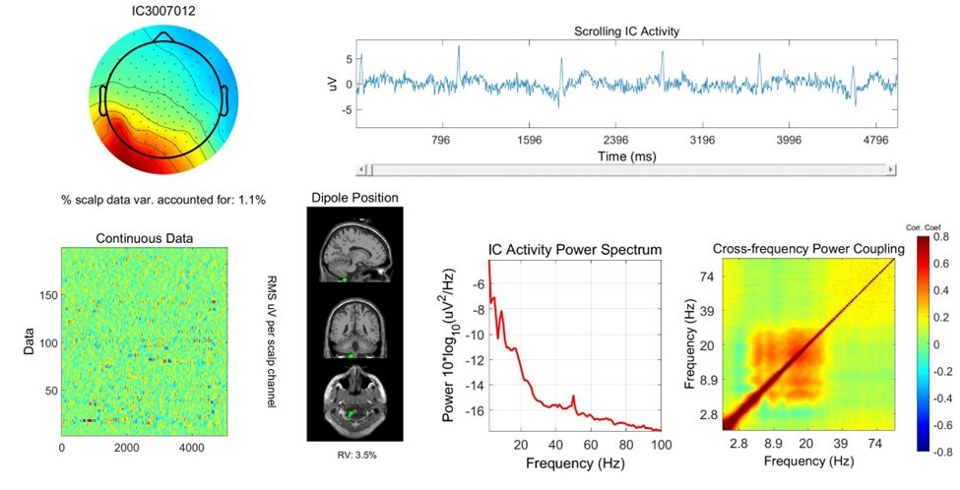 IC3007012
Scrolling IC Activity
uV
5
0
-5
796 1596 2396 3196 3996 4796
Time (ms)
% scalp data var. accounted for: 1.1%
Continuous Data
Data
150
100
50
0 2000 4000
RMS uV per scalp channel
Dipole Position
RV: 3.5%
IC Activity Power Spectrum
Power 10*log10(uV2/Hz)
-6
-8
-10
-12
-14
-16
20 40 60 80 100
Frequency (Hz)
Cross-frequency Power Coupling
Frequency (Hz)
74
39
20
8.9
2.8
2.8 8.9 20 39 74
Frequency (Hz)
Corr. Coef
0.8
0.6
0.4
0.2
0
-0.2
-0.4
-0.6
-0.8